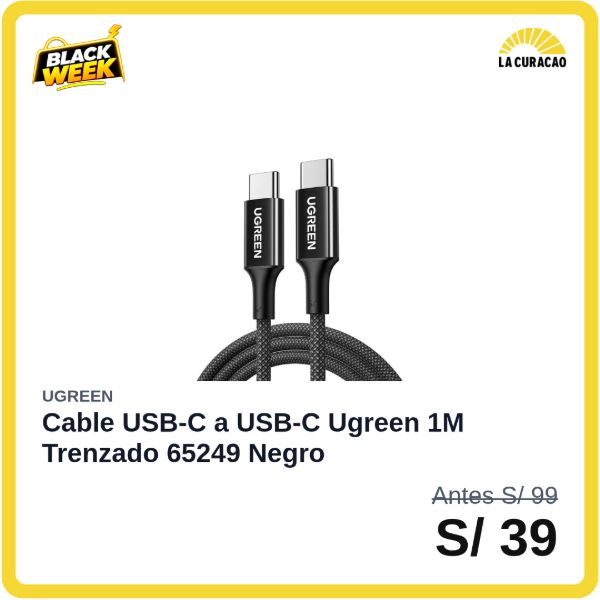 BLACK
WEEK
LA CURACAO
UGREEN
UGREEN
UGREEN
Cable USB-C a USB-C Ugreen 1M
Trenzado 65249 Negro
Antes S/ 99
S/ 39